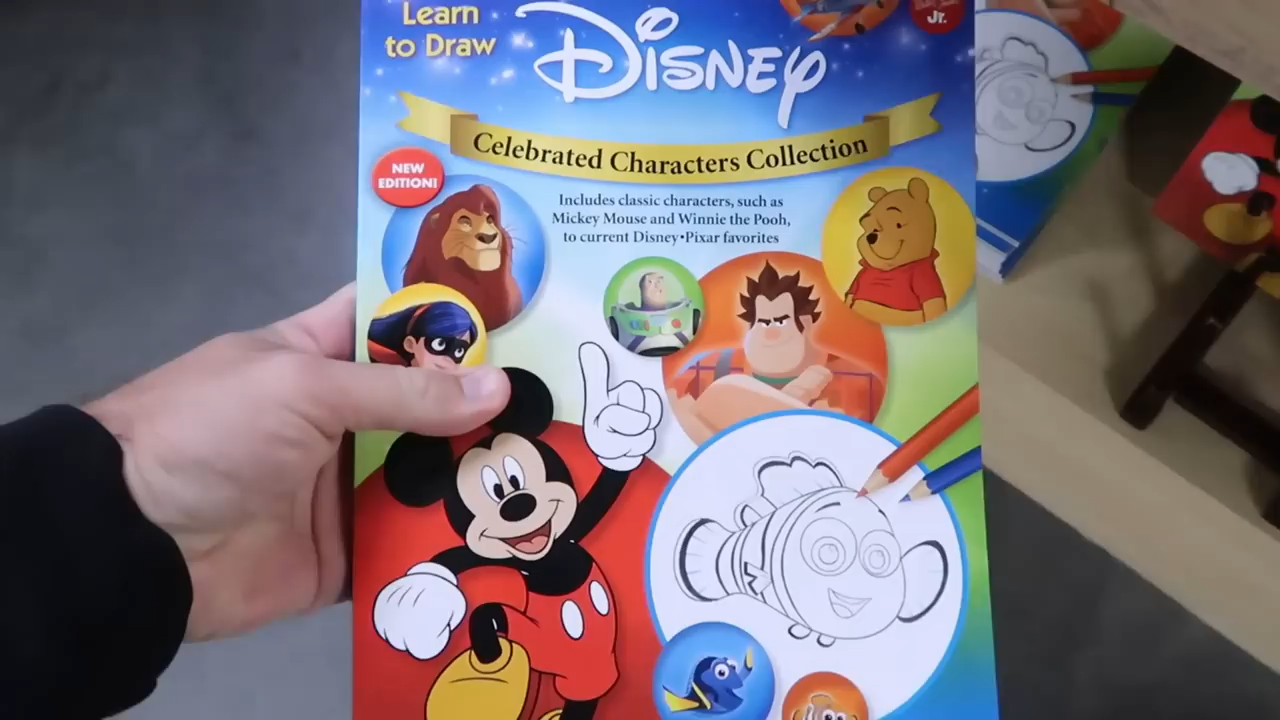 Learn
to Draw
DISNEY
Jr.
Celebrated Characters Collection
NEW
EDITION!
Includes classic characters, such as
Mickey Mouse and Winnie the Pooh,
to current Disney•Pixar favorites